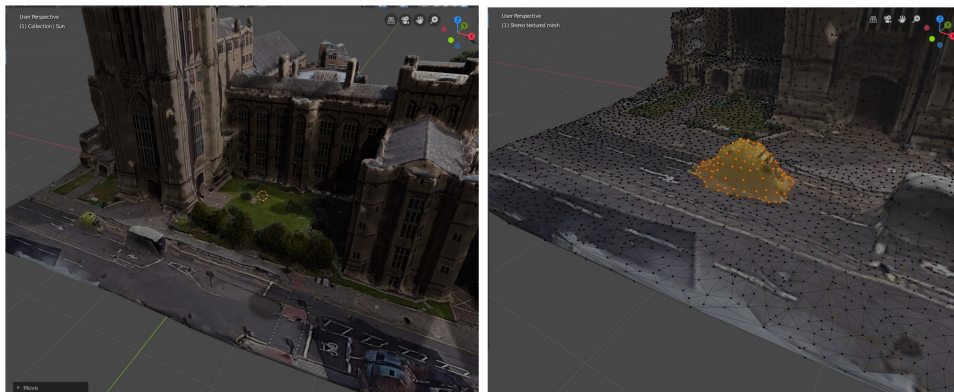 User Perspective
(1) Collection | Sun
Move
User Perspective
(1) Stereo textured mesh